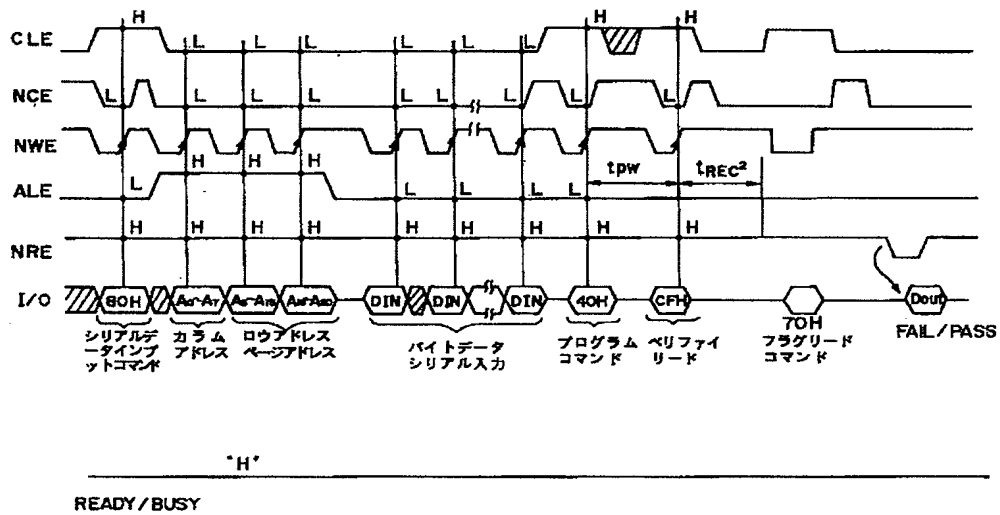 H H H
CLE L L L L L L
NCE L L L L L L L L L
NWE
H H H tpw tREC²
ALE L L L L L
H H H H H H H H H
NRE
I/O 80H A0~A7 DIN DIN DIN 40H CFH Dout
シリアルデ カラム ロウアドレス バイトデータ プログラム ベリファイ 70H FAIL/PASS
ータインプ アドレス ページアドレス シリアル入力 コマンド リード フラグリード
ットコマンド コマンド
"H"
READY/BUSY